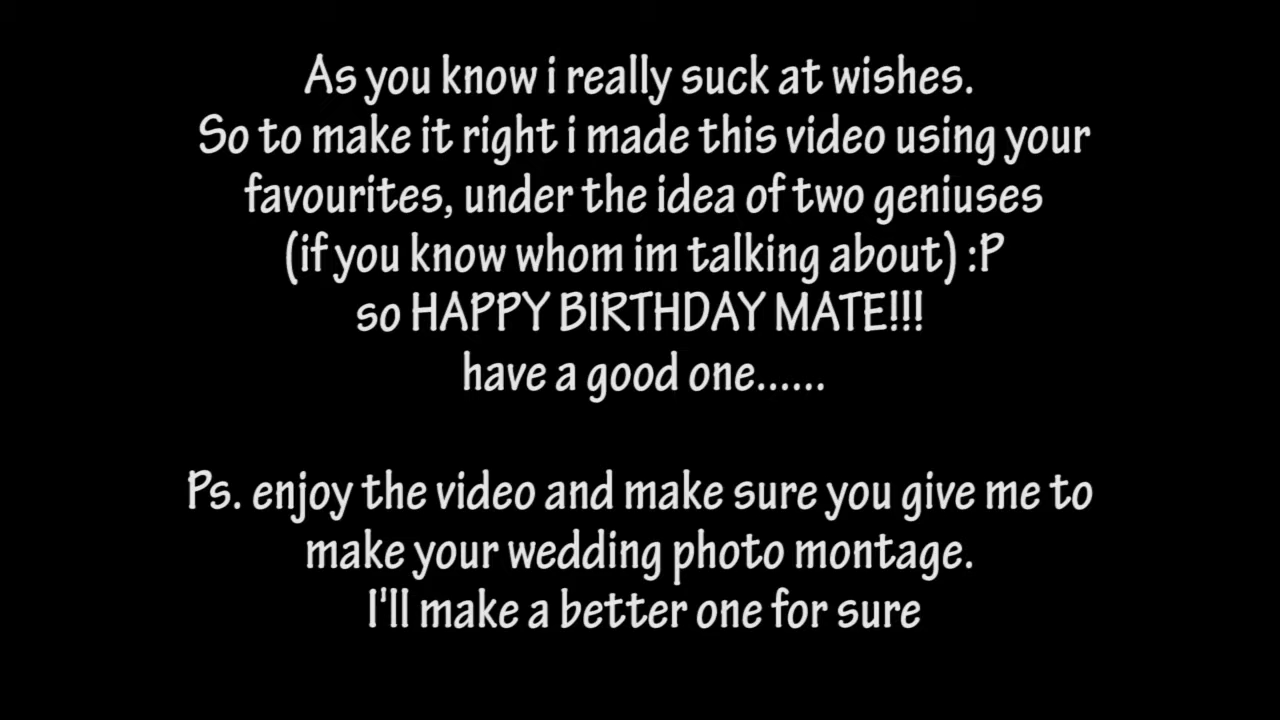 As you know i really suck at wishes.
So to make it right i made this video using your
favourites, under the idea of two geniuses
(if you know whom im talking about) :P
so HAPPY BIRTHDAY MATE!!!
have a good one......
Ps. enjoy the video and make sure you give me to
make your wedding photo montage.
I'll make a better one for sure